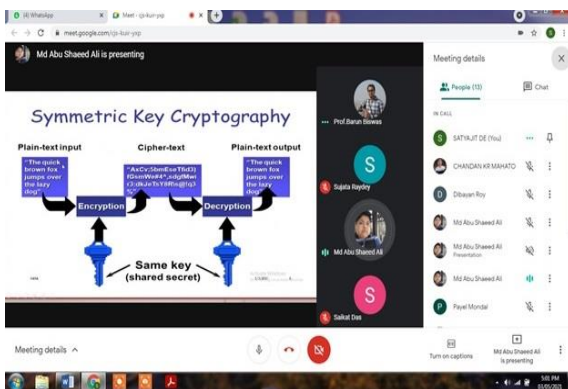 (4) WhatsApp
Meet - cjs-kuir-yxp
meet.google.com/cjs-kuir-yxp
Md Abu Shaeed Ali is presenting
Symmetric Key Cryptography
Plain-text input
Cipher-text
Plain-text output
"The quick
brown fox
jumps over
the lazy
dog"
"The quick
brown fox
jumps over
the lazy
dog"
Encryption
Decryption
Same key
(shared secret)
Prof.Barun Biswas
S
Sujata Raydey
Md Abu Shaeed Ali
S
Saikat Das
Meeting details
People (13)
Chat
IN CALL
S
SATYAJIT DE (You)
CHANDAN KR MAHATO
D
Dibayan Roy
Md Abu Shaeed Ali
Md Abu Shaeed Ali
Presentation
Md Abu Shaeed Ali
P
Payel Mondal
Meeting details
Turn on captions
Md Abu Shaeed Ali
is presenting
5:01 PM